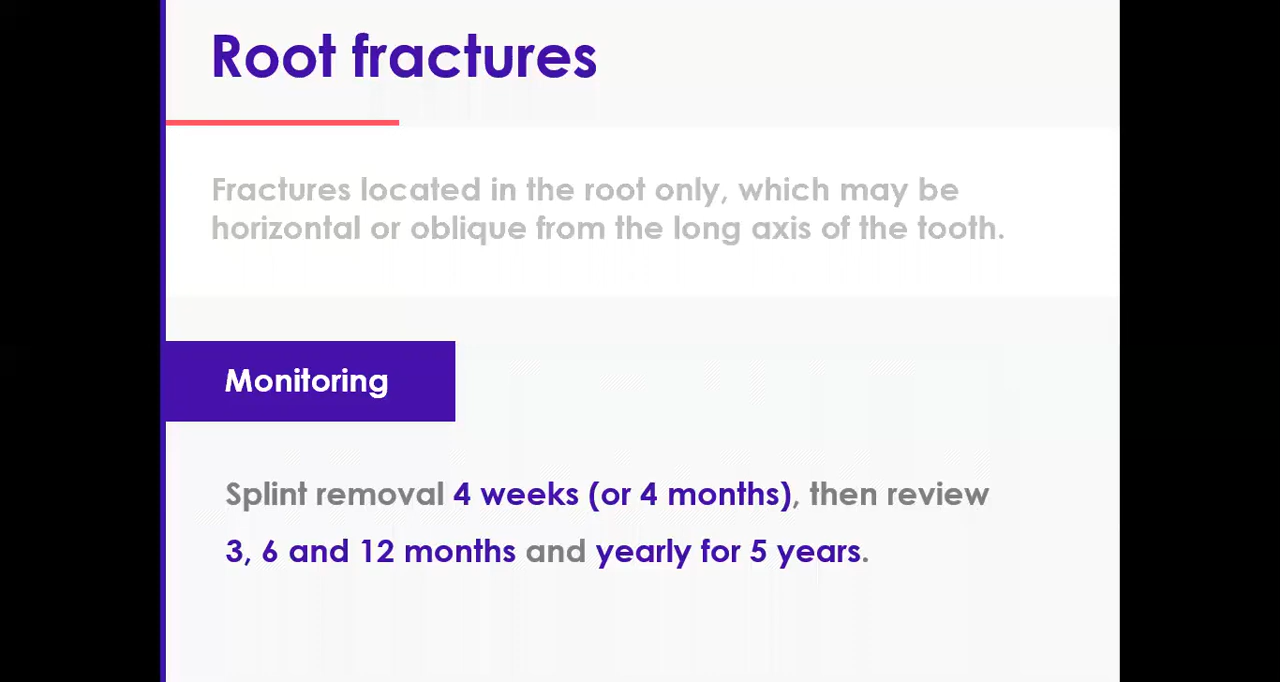 Root fractures
Fractures located in the root only, which may be
horizontal or oblique from the long axis of the tooth.
Monitoring
Splint removal 4 weeks (or 4 months), then review
3, 6 and 12 months and yearly for 5 years.